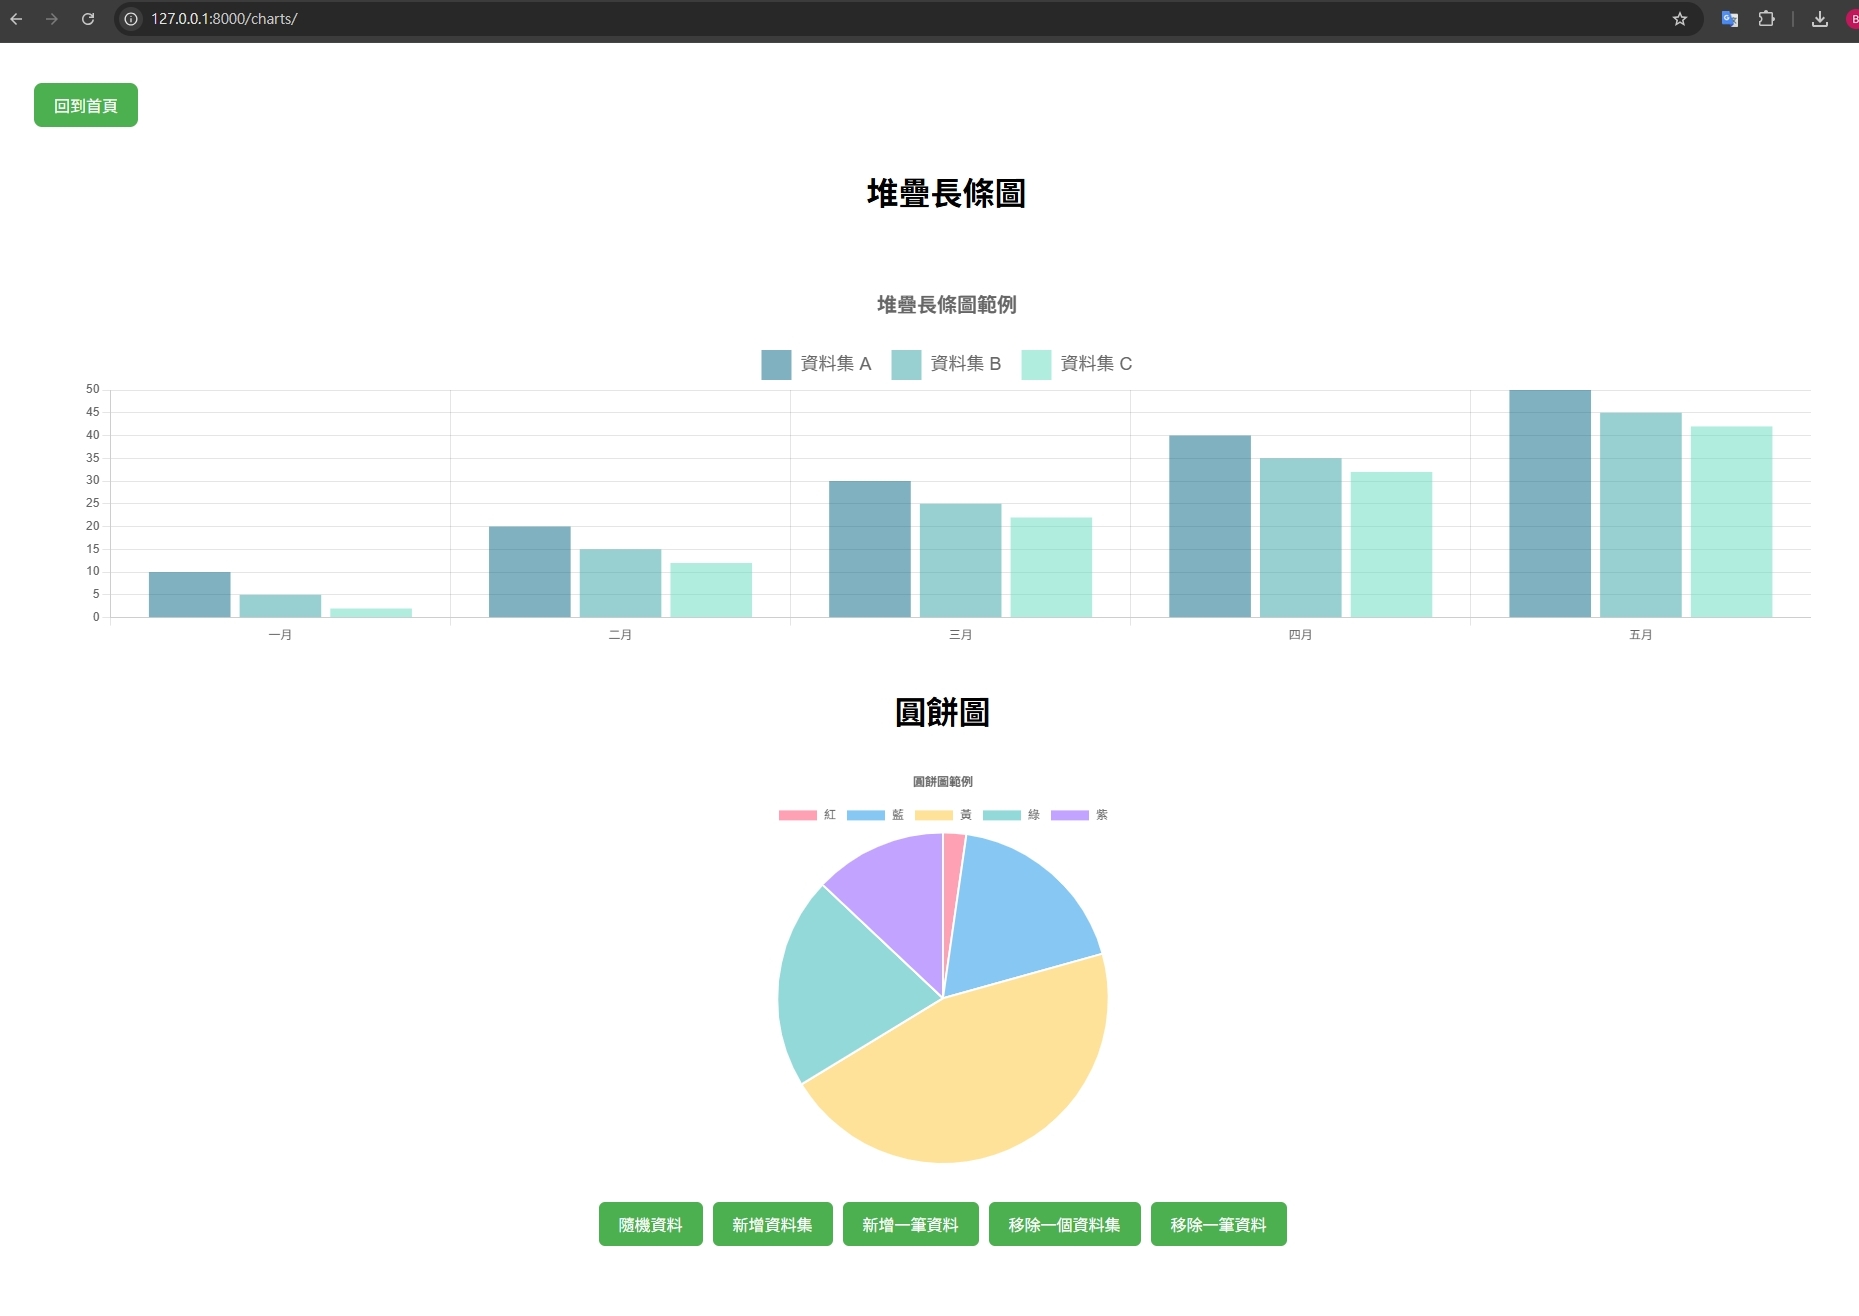 127.0.0.1:8000/charts/
B
回到首頁
堆疊長條圖
堆疊長條圖範例
資料集 A 資料集 B 資料集 C
50
45
40
35
30
25
20
15
10
5
0
一月 二月 三月 四月 五月
圓餅圖
圓餅圖範例
紅 藍 黃 綠 紫
隨機資料 新增資料集 新增一筆資料 移除一個資料集 移除一筆資料